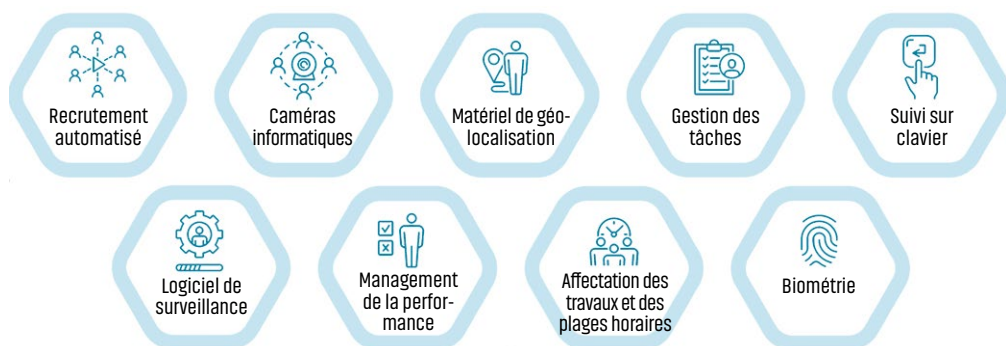 Recrutement
automatisé
Caméras
informatiques
Matériel de géo-
localisation
Gestion des
tâches
Suivi sur
clavier
Logiciel de
surveillance
Management
de la perfor-
mance
Affectation des
travaux et des
plages horaires
Biométrie